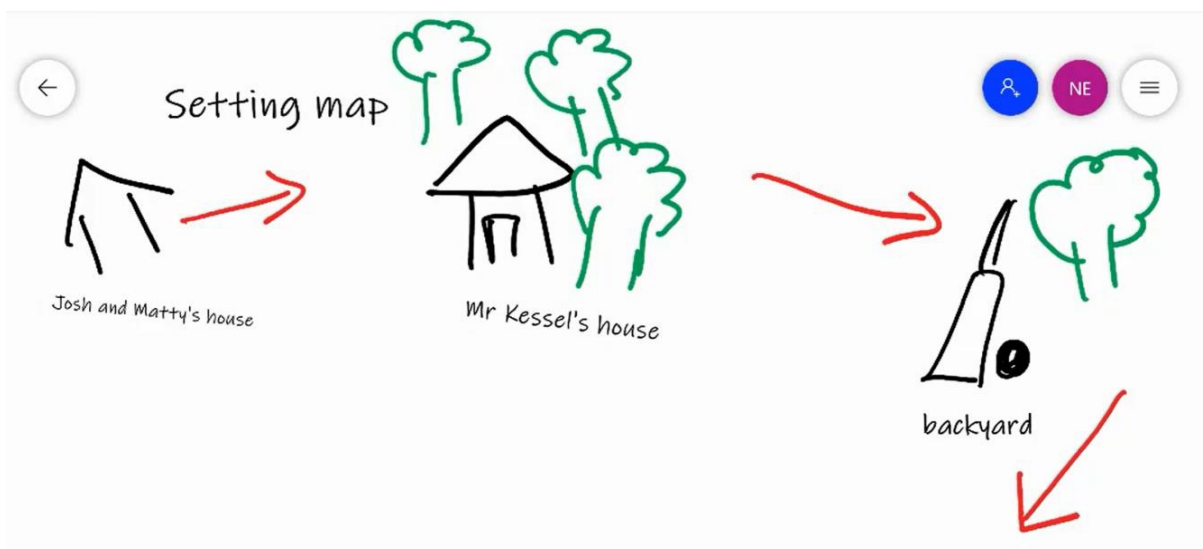 Setting map
NE
Josh and Matty's house
Mr Kessel's house
backyard